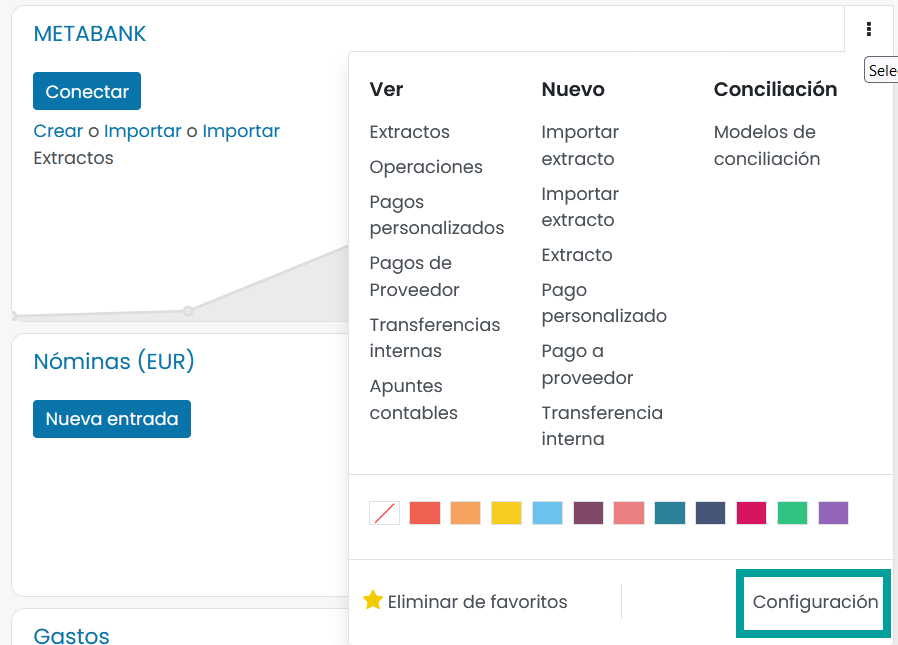 METABANK
Conectar
Crear o Importar o Importar
Extractos
Sele
Ver
Extractos
Operaciones
Pagos
personalizados
Pagos de
Proveedor
Transferencias
internas
Apuntes
contables
Nuevo
Importar
extracto
Importar
extracto
Extracto
Pago
personalizado
Pago a
proveedor
Transferencia
interna
Conciliación
Modelos de
conciliación
Eliminar de favoritos
Configuración
Nóminas (EUR)
Nueva entrada
Gastos